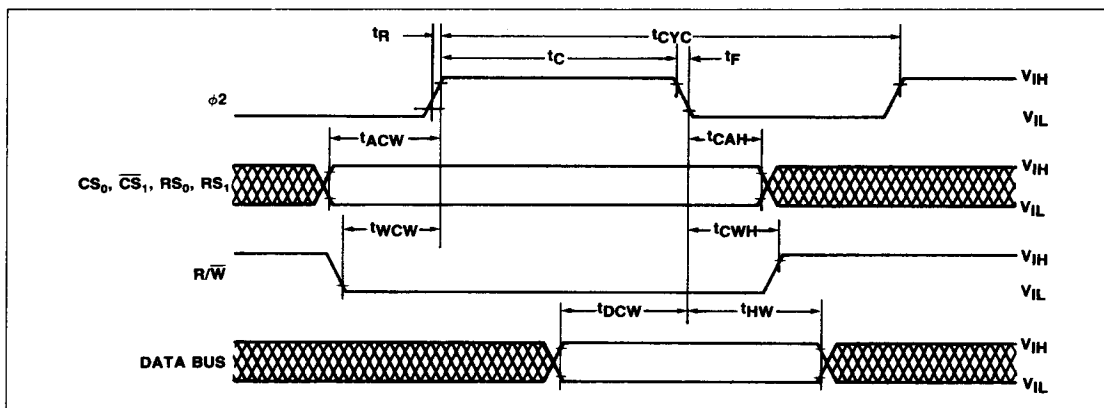 tR
tCYC
tC
tF
VIH
φ2
VIL
tACW
tCAH
VIH
CS0, C̅S̅1, RS0, RS1
VIL
tWCW
tCWH
VIH
R/W̅
VIL
tDCW
tHW
VIH
DATA BUS
VIL